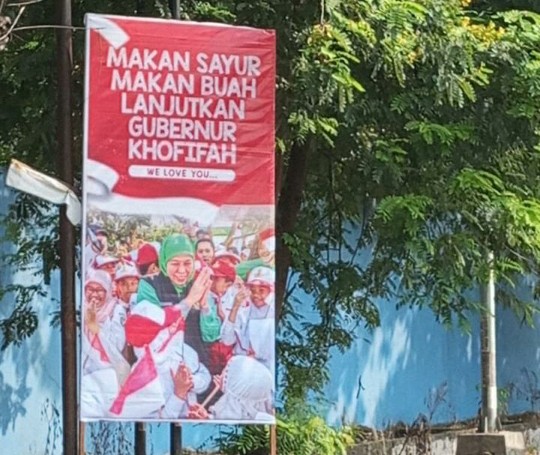 MAKAN SAYUR
MAKAN BUAH
LANJUTKAN
GUBERNUR
KHOFIFAH
WE LOVE YOU...